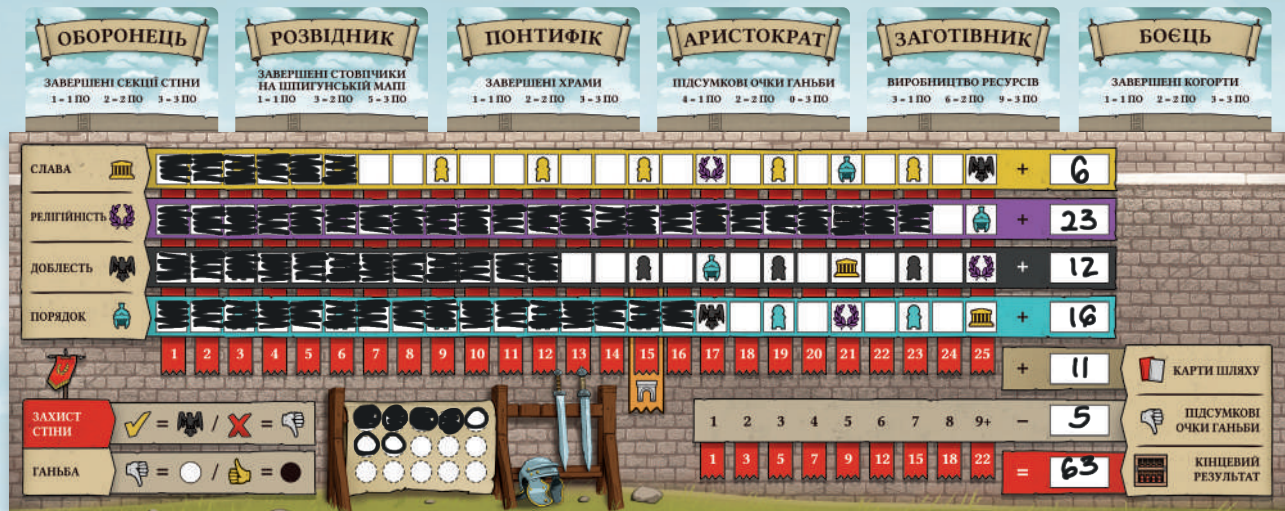 ОБОРОНЕЦЬ
ЗАВЕРШЕНІ СЕКЦІЇ СТІНИ
1 = 1 ПО 2 = 2 ПО 3 = 3 ПО
РОЗВІДНИК
ЗАВЕРШЕНІ СТОВПЧИКИ
НА ШПИГУНСЬКІЙ МАПІ
1 = 1 ПО 3 = 2 ПО 5 = 3 ПО
ПОНТИФІК
ЗАВЕРШЕНІ ХРАМИ
1 = 1 ПО 2 = 2 ПО 3 = 3 ПО
АРИСТОКРАТ
ПІДСУМКОВІ ОЧКИ ГАНЬБИ
4 = 1 ПО 2 = 2 ПО 0 = 3 ПО
ЗАГОТІВНИК
ВИРОБНИЦТВО РЕСУРСІВ
3 = 1 ПО 6 = 2 ПО 9 = 3 ПО
БОЄЦЬ
ЗАВЕРШЕНІ КОГОРТИ
1 = 1 ПО 2 = 2 ПО 3 = 3 ПО
СЛАВА + 6
РЕЛІГІЙНІСТЬ + 23
ДОБЛЕСТЬ + 12
ПОРЯДОК + 16
1 2 3 4 5 6 7 8 9 10 11 12 13 14 15 16 17 18 19 20 21 22 23 24 25
+ 11 КАРТИ ШЛЯХУ
ЗАХИСТ
СТІНИ
= / =
1 2 3 4 5 6 7 8 9+ − 5
ПІДСУМКОВІ
ОЧКИ ГАНЬБИ
ГАНЬБА = / =
1 3 5 7 9 12 15 18 22 = 63
КІНЦЕВИЙ
РЕЗУЛЬТАТ